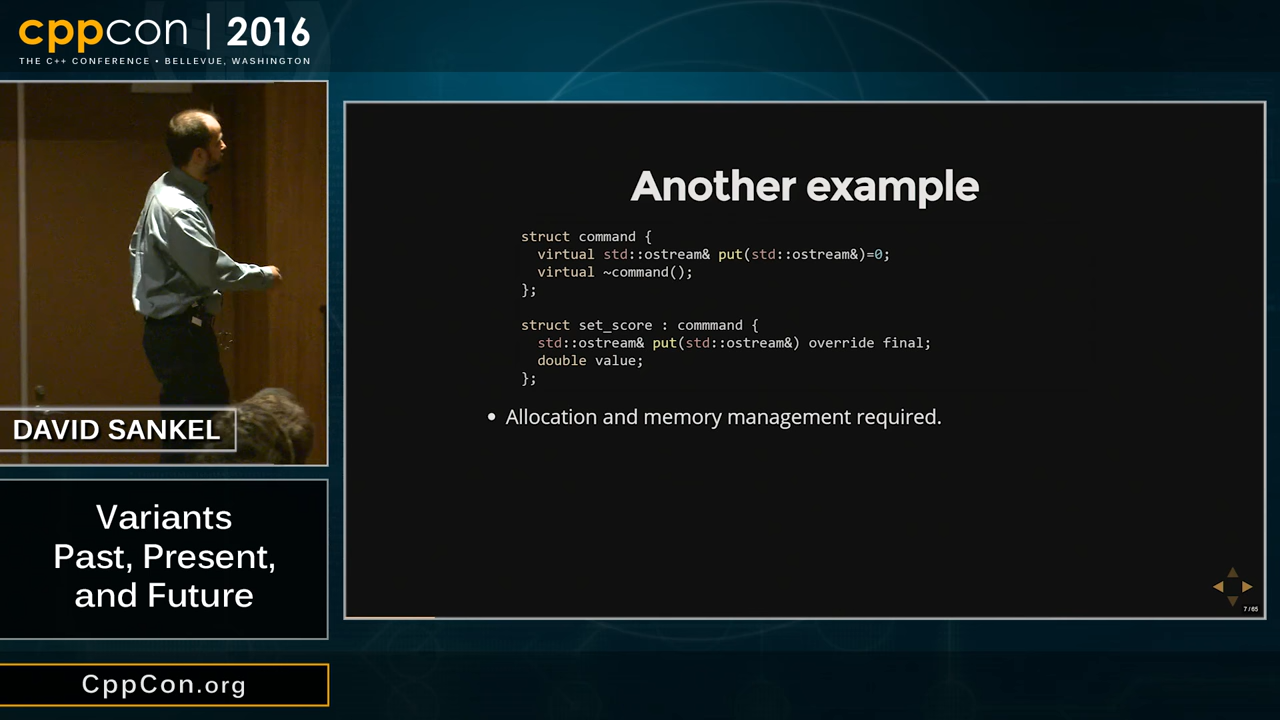 cppcon | 2016
THE C++ CONFERENCE • BELLEVUE, WASHINGTON
DAVID SANKEL
Variants
Past, Present,
and Future
CppCon.org
Another example
struct command {
  virtual std::ostream& put(std::ostream&)=0;
  virtual ~command();
};
struct set_score : commmand {
  std::ostream& put(std::ostream&) override final;
  double value;
};
• Allocation and memory management required.
7 / 65